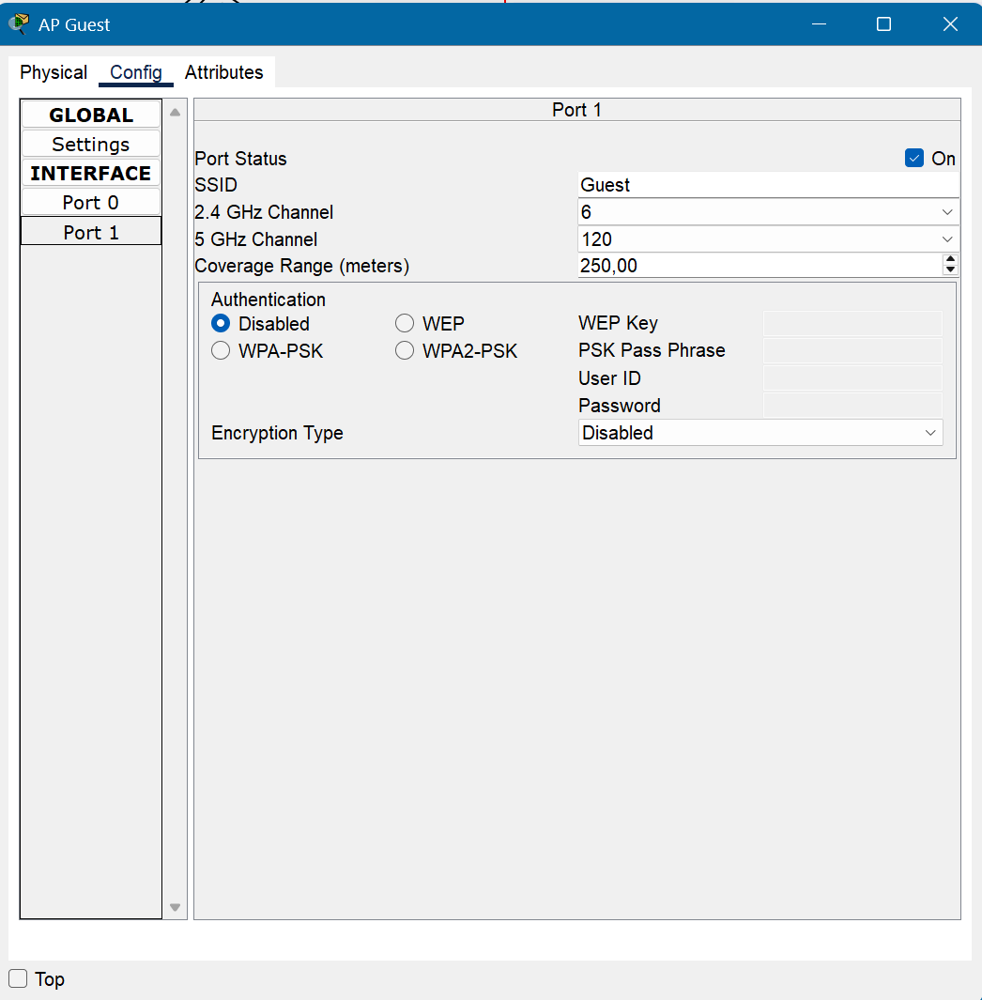 AP Guest
Physical Config Attributes
GLOBAL
Settings
INTERFACE
Port 0
Port 1
Port 1
Port Status On
SSID Guest
2.4 GHz Channel 6
5 GHz Channel 120
Coverage Range (meters) 250,00
Authentication
Disabled WEP WEP Key
WPA-PSK WPA2-PSK PSK Pass Phrase
User ID
Password
Encryption Type Disabled
Top